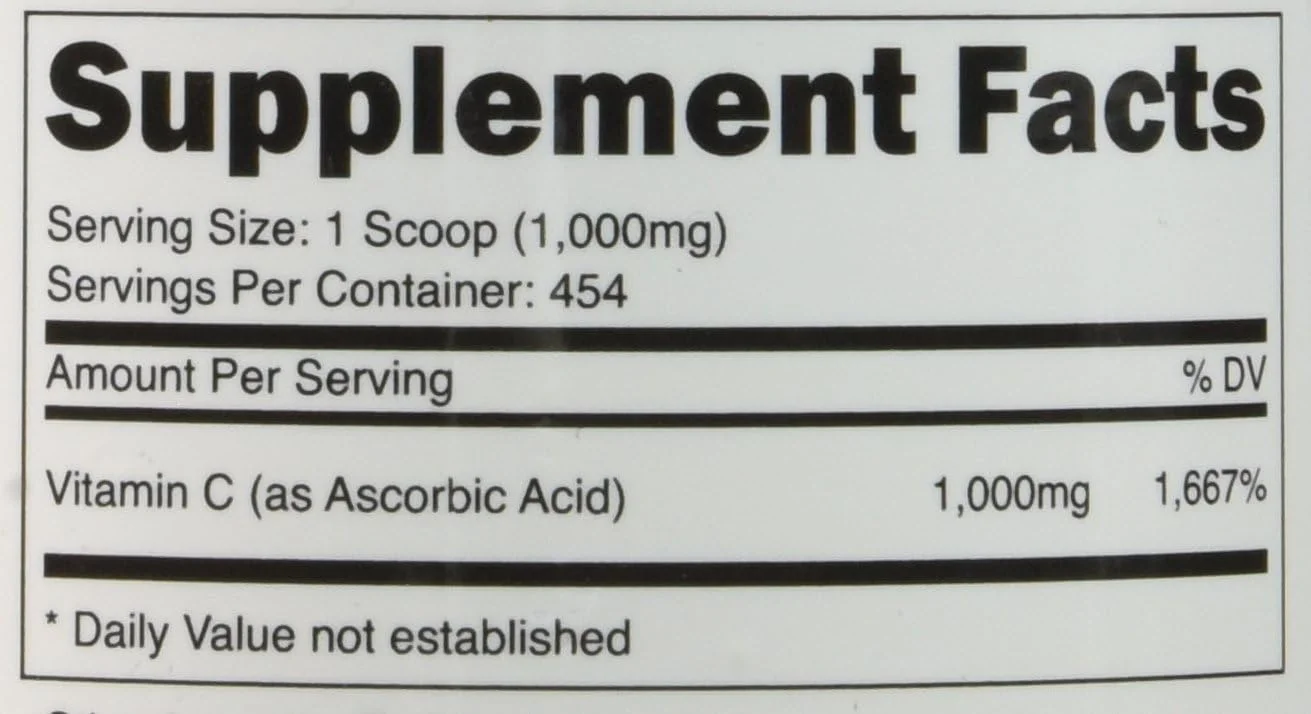 Supplement Facts
Serving Size: 1 Scoop (1,000mg)
Servings Per Container: 454
Amount Per Serving % DV
Vitamin C (as Ascorbic Acid) 1,000mg 1,667%
* Daily Value not established